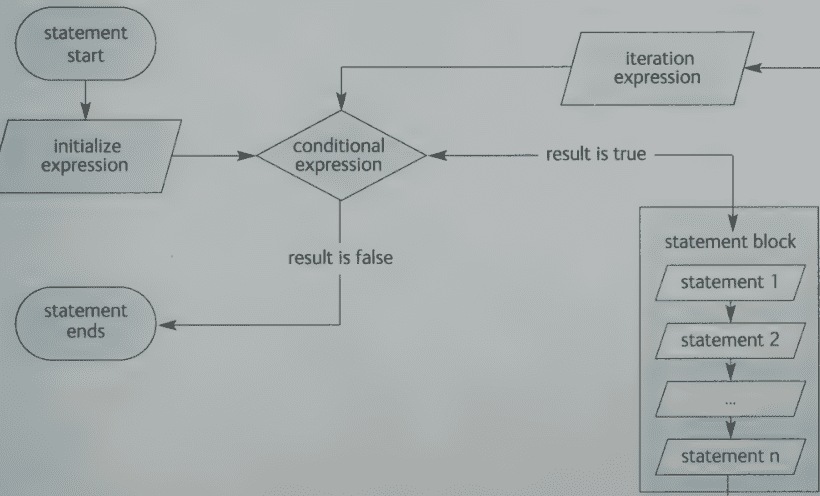 statement
start
iteration
expression
initialize
expression
conditional
expression
result is true
statement block
result is false
statement 1
statement
ends
statement 2
...
statement n